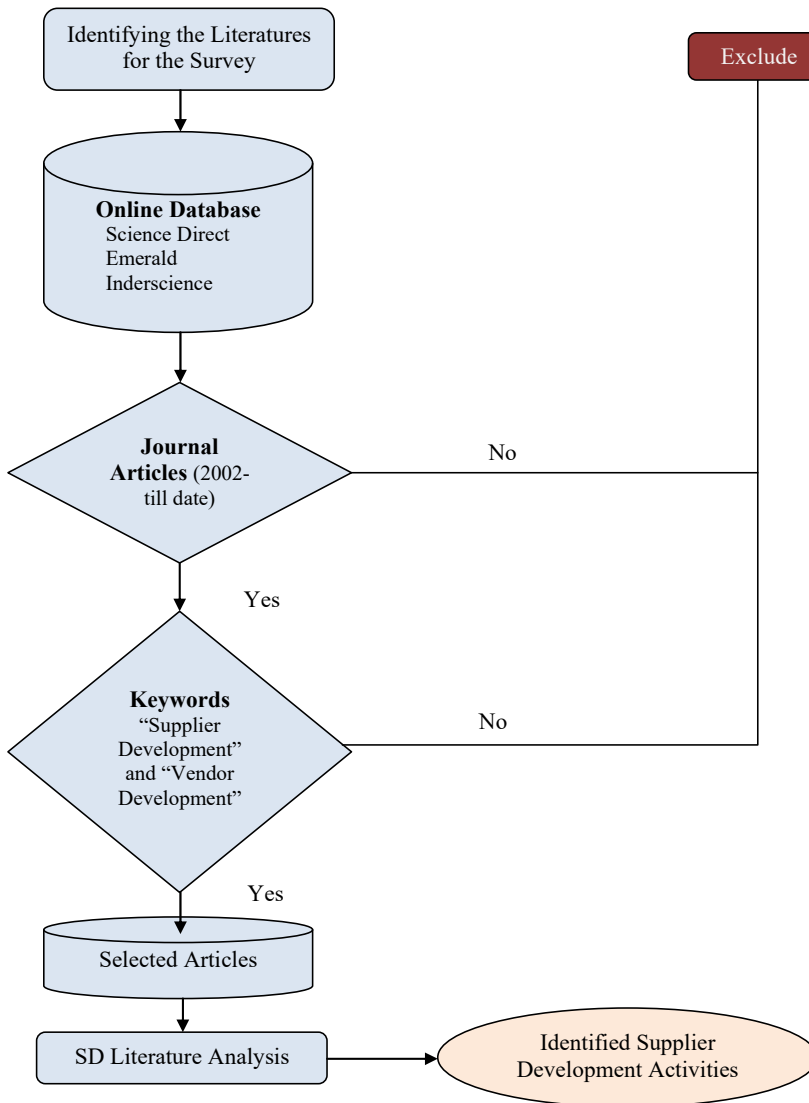 Identifying the Literatures
for the Survey
Exclude
Online Database
Science Direct
Emerald
Inderscience
Journal
Articles (2002-
till date)
No
Yes
Keywords
“Supplier
Development”
and “Vendor
Development”
No
Yes
Selected Articles
SD Literature Analysis
Identified Supplier
Development Activities